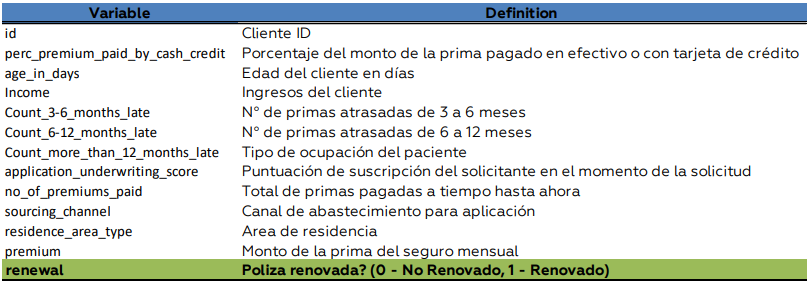 Variable Definition
id Cliente ID
perc_premium_paid_by_cash_credit Porcentaje del monto de la prima pagado en efectivo o con tarjeta de crédito
age_in_days Edad del cliente en días
Income Ingresos del cliente
Count_3-6_months_late N° de primas atrasadas de 3 a 6 meses
Count_6-12_months_late N° de primas atrasadas de 6 a 12 meses
Count_more_than_12_months_late Tipo de ocupación del paciente
application_underwriting_score Puntuación de suscripción del solicitante en el momento de la solicitud
no_of_premiums_paid Total de primas pagadas a tiempo hasta ahora
sourcing_channel Canal de abastecimiento para aplicación
residence_area_type Area de residencia
premium Monto de la prima del seguro mensual
renewal Poliza renovada? (0 - No Renovado, 1 - Renovado)